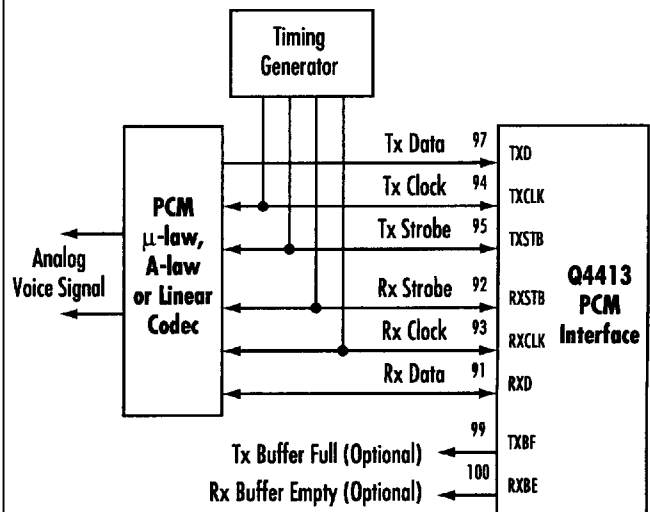 Timing
Generator
PCM
μ-law,
A-law
or Linear
Codec
Analog
Voice Signal
Tx Data 97 TXD
Tx Clock 94 TXCLK
Tx Strobe 95 TXSTB
Rx Strobe 92 RXSTB
Rx Clock 93 RXCLK
Rx Data 91 RXD
Q4413
PCM
Interface
99 TXBF
Tx Buffer Full (Optional)
100 RXBE
Rx Buffer Empty (Optional)